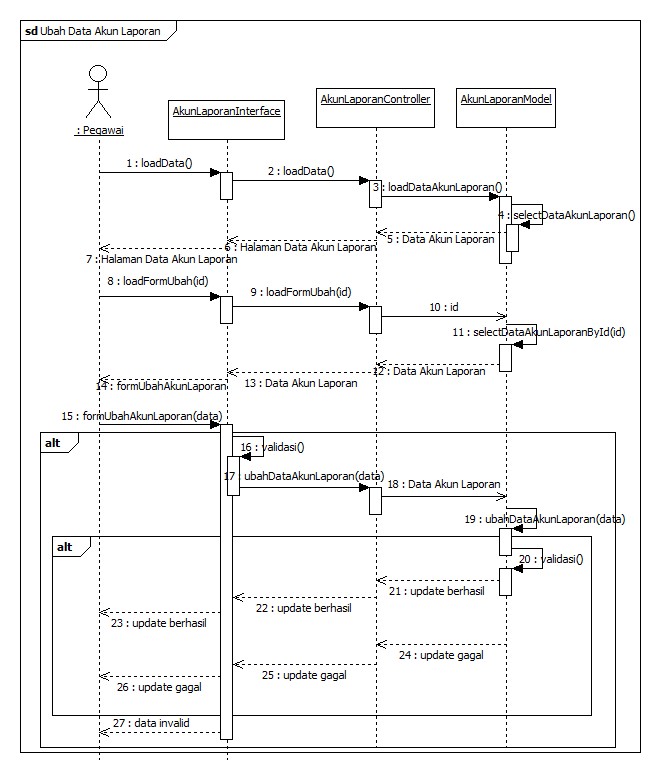 sd Ubah Data Akun Laporan
: Pegawai
AkunLaporanInterface
AkunLaporanController
AkunLaporanModel
1 : loadData()
2 : loadData()
3 : loadDataAkunLaporan()
4 : selectDataAkunLaporan()
5 : Data Akun Laporan
6 : Halaman Data Akun Laporan
7 : Halaman Data Akun Laporan
8 : loadFormUbah(id)
9 : loadFormUbah(id)
10 : id
11 : selectDataAkunLaporanById(id)
12 : Data Akun Laporan
13 : Data Akun Laporan
14 : formUbahAkunLaporan
15 : formUbahAkunLaporan(data)
alt
16 : validasi()
17 : ubahDataAkunLaporan(data)
18 : Data Akun Laporan
19 : ubahDataAkunLaporan(data)
alt
20 : validasi()
21 : update berhasil
22 : update berhasil
23 : update berhasil
24 : update gagal
25 : update gagal
26 : update gagal
27 : data invalid